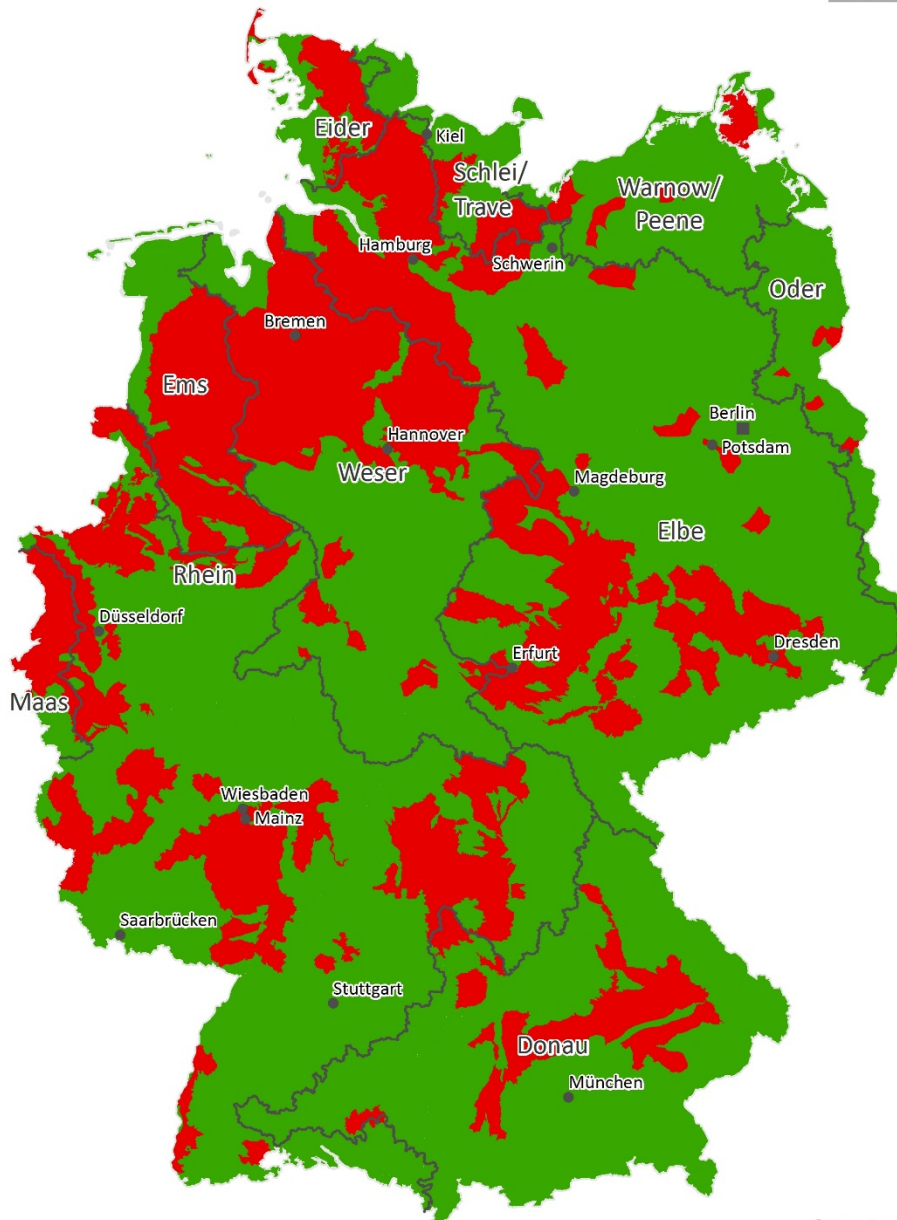 Eider
Kiel
Schlei/
Trave
Warnow/
Peene
Hamburg
Schwerin
Oder
Bremen
Ems
Berlin
Hannover
Potsdam
Weser
Magdeburg
Elbe
Rhein
Düsseldorf
Dresden
Erfurt
Maas
Wiesbaden
Mainz
Saarbrücken
Stuttgart
Donau
München